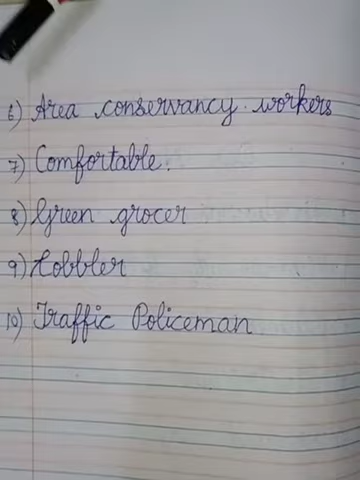 6) Area conservancy workers
7) Comfortable.
8) Green grocer
9) Cobbler
10) Traffic Policeman